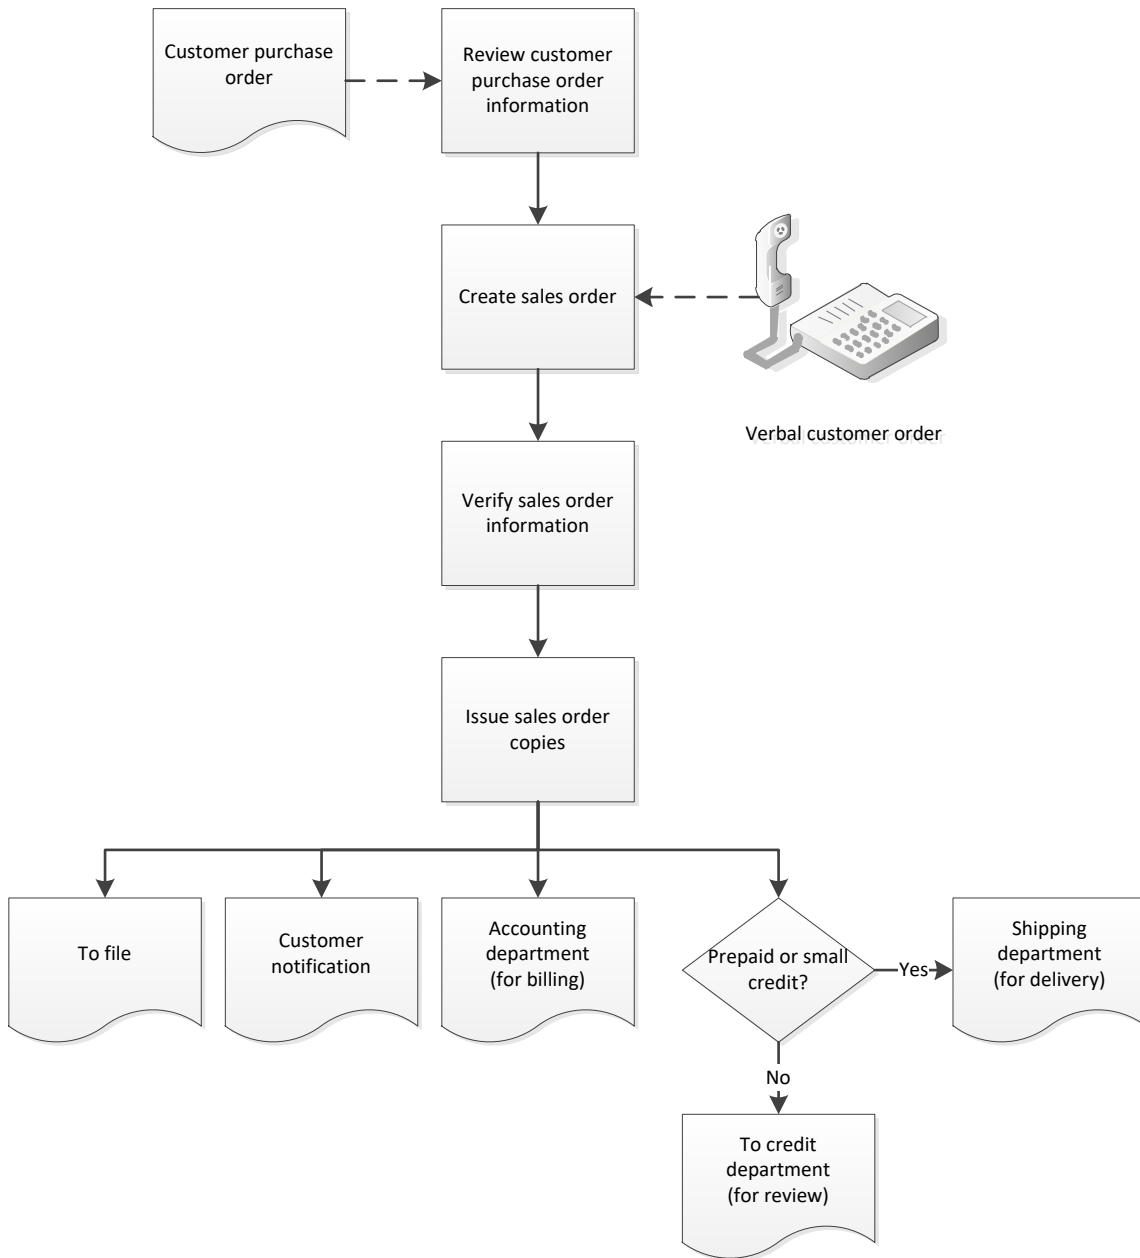 Customer purchase
order
Review customer
purchase order
information
Create sales order
Verbal customer order
Verify sales order
information
Issue sales order
copies
To file
Customer
notification
Accounting
department
(for billing)
Prepaid or small
credit?
Yes
Shipping
department
(for delivery)
No
To credit
department
(for review)